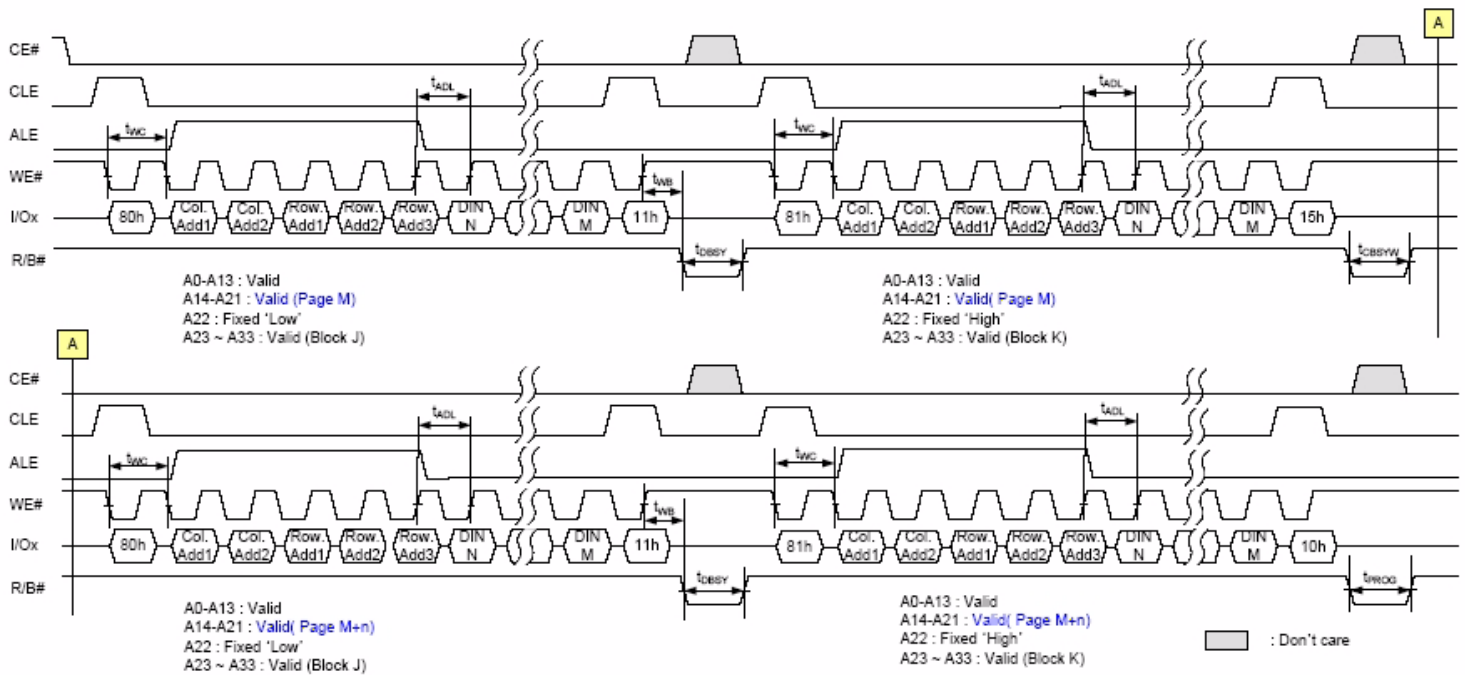 A
CE#
CLE
tADL
tADL
ALE
tWC
tWC
WE#
tWB
I/Ox
80h
Col. Add1
Col. Add2
Row. Add1
Row. Add2
Row. Add3
DIN N
DIN M
11h
81h
Col. Add1
Col. Add2
Row. Add1
Row. Add2
Row. Add3
DIN N
DIN M
15h
R/B#
tDBSY
tCBSYW
A0-A13 : Valid
A14-A21 : Valid (Page M)
A22 : Fixed 'Low'
A23 ~ A33 : Valid (Block J)
A0-A13 : Valid
A14-A21 : Valid( Page M)
A22 : Fixed 'High'
A23 ~ A33 : Valid (Block K)
A
CE#
CLE
tADL
tADL
ALE
tWC
tWC
WE#
tWB
I/Ox
80h
Col. Add1
Col. Add2
Row. Add1
Row. Add2
Row. Add3
DIN N
DIN M
11h
81h
Col. Add1
Col. Add2
Row. Add1
Row. Add2
Row. Add3
DIN N
DIN M
10h
R/B#
tDBSY
tPROG
A0-A13 : Valid
A14-A21 : Valid( Page M+n)
A22 : Fixed 'Low'
A23 ~ A33 : Valid (Block J)
A0-A13 : Valid
A14-A21 : Valid( Page M+n)
A22 : Fixed 'High'
A23 ~ A33 : Valid (Block K)
: Don't care